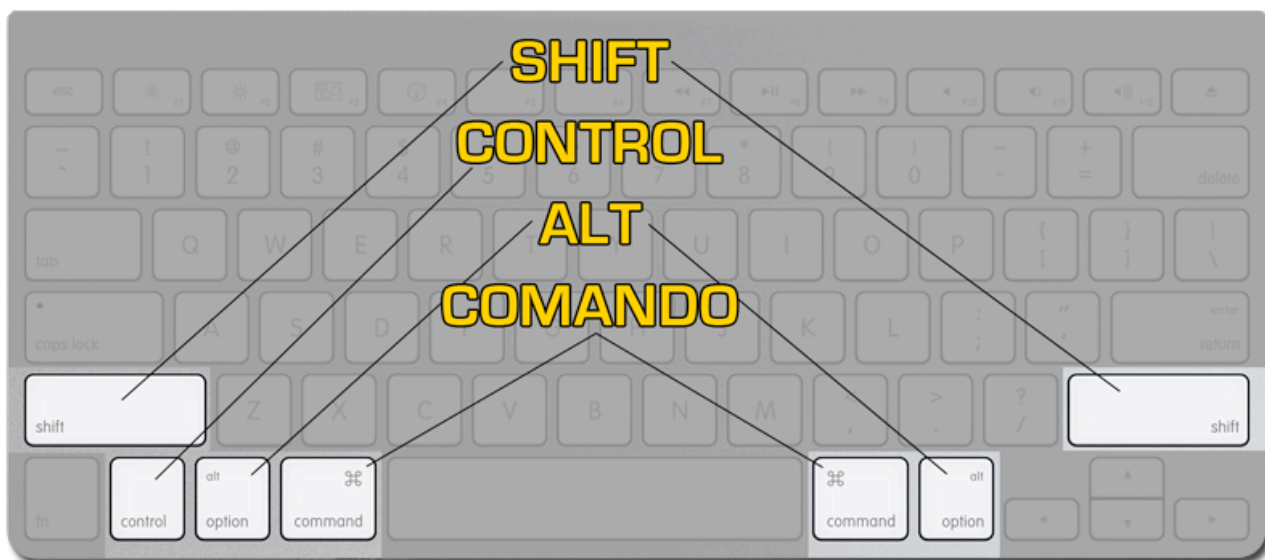 SHIFT
CONTROL
ALT
COMANDO
esc F1 F2 F3 F4 F5 F6 F7 F8 F9 F10 F11 F12
~ ! @ # $ * ( ) _ +
` 1 2 3 4 5 6 7 8 9 0 - = delete
tab Q W E R T U I O P { [ } ] | \
caps lock A S D F G H J K L : ; " ' enter return
shift Z X C V B N M < , > . ? / shift
fn control alt option ⌘ command ⌘ command alt option